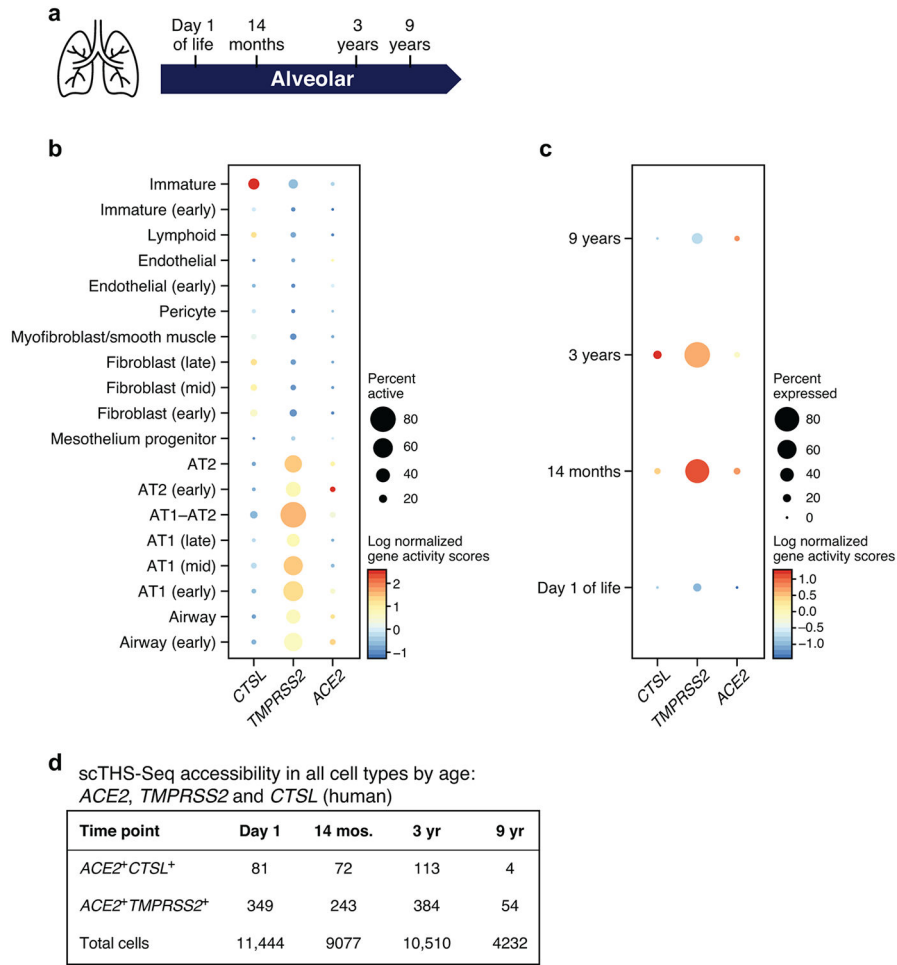 a
Day 1
of life
14
months
3
years
9
years
Alveolar
b
Immature
Immature (early)
Lymphoid
Endothelial
Endothelial (early)
Pericyte
Myofibroblast/smooth muscle
Fibroblast (late)
Fibroblast (mid)
Fibroblast (early)
Mesothelium progenitor
AT2
AT2 (early)
AT1–AT2
AT1 (late)
AT1 (mid)
AT1 (early)
Airway
Airway (early)
CTSL
TMPRSS2
ACE2
Percent
active
80
60
40
20
Log normalized
gene activity scores
2
1
0
−1
c
9 years
3 years
14 months
Day 1 of life
CTSL
TMPRSS2
ACE2
Percent
expressed
80
60
40
20
0
Log normalized
gene activity scores
1.0
0.5
0.0
−0.5
−1.0
d
scTHS-Seq accessibility in all cell types by age:
ACE2, TMPRSS2 and CTSL (human)
Time point Day 1 14 mos. 3 yr 9 yr
ACE2⁺CTSL⁺ 81 72 113 4
ACE2⁺TMPRSS2⁺ 349 243 384 54
Total cells 11,444 9077 10,510 4232